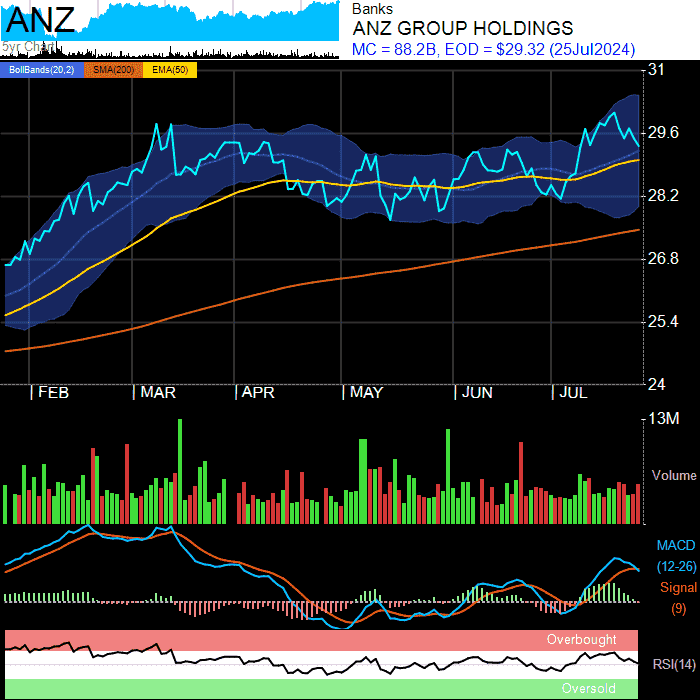 ANZ
5yr Chart
Banks
ANZ GROUP HOLDINGS
MC = 88.2B, EOD = $29.32 (25Jul2024)
BollBands(20,2) SMA(200) EMA(50)
31
29.6
28.2
26.8
25.4
24
FEB MAR APR MAY JUN JUL
13M
Volume
MACD
(12-26)
Signal
(9)
Overbought
RSI(14)
Oversold